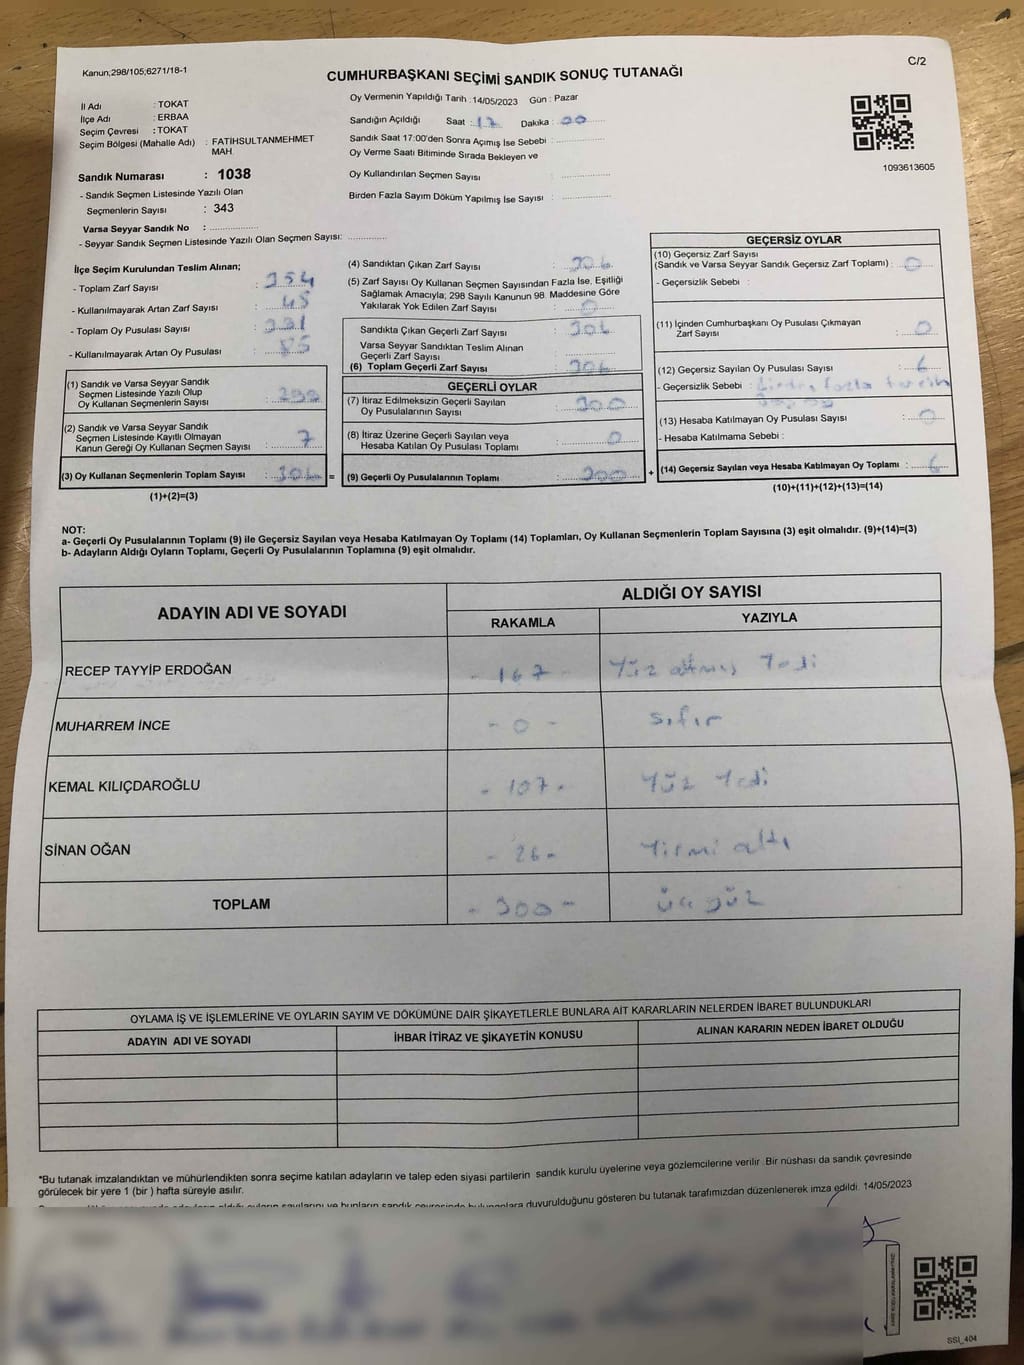 Kanun;298/105;6271/18-1
C/2
CUMHURBAŞKANI SEÇİMİ SANDIK SONUÇ TUTANAĞI
İl Adı : TOKAT
İlçe Adı : ERBAA
Seçim Çevresi : TOKAT
Seçim Bölgesi (Mahalle Adı) : FATİHSULTANMEHMET
MAH.
Sandık Numarası : 1038
- Sandık Seçmen Listesinde Yazılı Olan
Seçmenlerin Sayısı : 343
Varsa Seyyar Sandık No :
- Seyyar Sandık Seçmen Listesinde Yazılı Olan Seçmen Sayısı:
Oy Vermenin Yapıldığı Tarih : 14/05/2023 Gün : Pazar
Sandığın Açıldığı Saat : 17 Dakika : 00
Sandık Saat 17:00'den Sonra Açımış İse Sebebi :
Oy Verme Saati Bitiminde Sırada Bekleyen ve
Oy Kullandırılan Seçmen Sayısı :
Birden Fazla Sayım Döküm Yapılmış İse Sayısı :
1093613605
İlçe Seçim Kurulundan Teslim Alınan;
- Toplam Zarf Sayısı :
- Kullanılmayarak Artan Zarf Sayısı : 45
- Toplam Oy Pusulası Sayısı :
- Kullanılmayarak Artan Oy Pusulası : 85
(1) Sandık ve Varsa Seyyar Sandık
Seçmen Listesinde Yazılı Olup
Oy Kullanan Seçmenlerin Sayısı : 299
(2) Sandık ve Varsa Seyyar Sandık
Seçmen Listesinde Kayıtlı Olmayan
Kanun Gereği Oy Kullanan Seçmen Sayısı : 7
(3) Oy Kullanan Seçmenlerin Toplam Sayısı : 306 =
(1)+(2)=(3)
(4) Sandıktan Çıkan Zarf Sayısı : 306
(5) Zarf Sayısı Oy Kullanan Seçmen Sayısından Fazla İse, Eşitliği
Sağlamak Amacıyla; 298 Sayılı Kanunun 98. Maddesine Göre
Yakılarak Yok Edilen Zarf Sayısı : 0
Sandıkta Çıkan Geçerli Zarf Sayısı : 306
Varsa Seyyar Sandıktan Teslim Alınan
Geçerli Zarf Sayısı :
(6) Toplam Geçerli Zarf Sayısı : 306
GEÇERLİ OYLAR
(7) İtiraz Edilmeksizin Geçerli Sayılan
Oy Pusulalarının Sayısı : 300
(8) İtiraz Üzerine Geçerli Sayılan veya
Hesaba Katılan Oy Pusulası Toplamı : 0
(9) Geçerli Oy Pusulalarının Toplamı : 300 +
GEÇERSİZ OYLAR
(10) Geçersiz Zarf Sayısı
(Sandık ve Varsa Seyyar Sandık Geçersiz Zarf Toplamı) : 0
- Geçersizlik Sebebi :
(11) İçinden Cumhurbaşkanı Oy Pusulası Çıkmayan
Zarf Sayısı : 0
(12) Geçersiz Sayılan Oy Pusulası Sayısı : 6
- Geçersizlik Sebebi : Birden fazla tercih
(13) Hesaba Katılmayan Oy Pusulası Sayısı : 0
- Hesaba Katılmama Sebebi :
(14) Geçersiz Sayılan veya Hesaba Katılmayan Oy Toplamı : 6
(10)+(11)+(12)+(13)=(14)
NOT:
a- Geçerli Oy Pusulalarının Toplamı (9) ile Geçersiz Sayılan veya Hesaba Katılmayan Oy Toplamı (14) Toplamları, Oy Kullanan Seçmenlerin Toplam Sayısına (3) eşit olmalıdır. (9)+(14)=(3)
b- Adayların Aldığı Oyların Toplamı, Geçerli Oy Pusulalarının Toplamına (9) eşit olmalıdır.
ADAYIN ADI VE SOYADI
ALDIĞI OY SAYISI
RAKAMLA
YAZIYLA
RECEP TAYYİP ERDOĞAN - 167 - Yüz altmış Yedi
MUHARREM İNCE - 0 - sıfır
KEMAL KILIÇDAROĞLU - 107 - Yüz Yedi
SİNAN OĞAN - 26 - Yirmi altı
TOPLAM - 300 - üç yüz
OYLAMA İŞ VE İŞLEMLERİNE VE OYLARIN SAYIM VE DÖKÜMÜNE DAİR ŞİKAYETLERLE BUNLARA AİT KARARLARIN NELERDEN İBARET BULUNDUKLARI
ADAYIN ADI VE SOYADI
İHBAR İTİRAZ VE ŞİKAYETİN KONUSU
ALINAN KARARIN NEDEN İBARET OLDUĞU
*Bu tutanak imzalandıktan ve mühürlendikten sonra seçime katılan adayların ve talep eden siyasi partilerin sandık kurulu üyelerine veya gözlemcilerine verilir. Bir nüshası da sandık çevresinde
görülecek bir yere 1 (bir) hafta süreyle asılır.
duyurulduğunu gösteren bu tutanak tarafımızdan düzenlenerek imza edildi. 14/05/2023
SSI_404